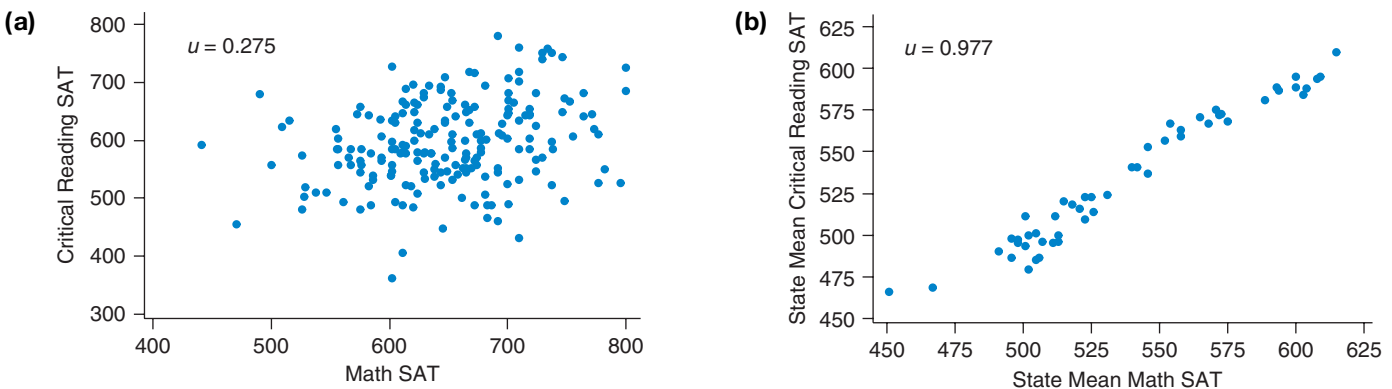 (a)
u = 0.275
Critical Reading SAT
800
700
600
500
400
300
400 500 600 700 800
Math SAT
(b)
u = 0.977
State Mean Critical Reading SAT
625
600
575
550
525
500
475
450
450 475 500 525 550 575 600 625
State Mean Math SAT